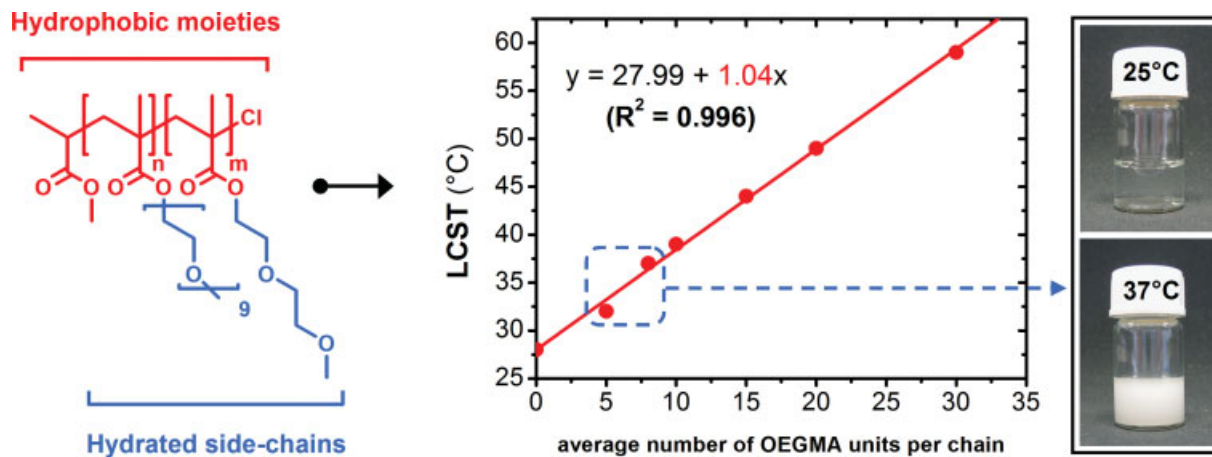 Hydrophobic moieties
Cl
n
m
O
O
O
O
O
O
O
O
9
O
Hydrated side-chains
LCST (°C)
60
55
50
45
40
35
30
25
y = 27.99 + 1.04x
(R² = 0.996)
0
5
10
15
20
25
30
35
average number of OEGMA units per chain
25°C
37°C